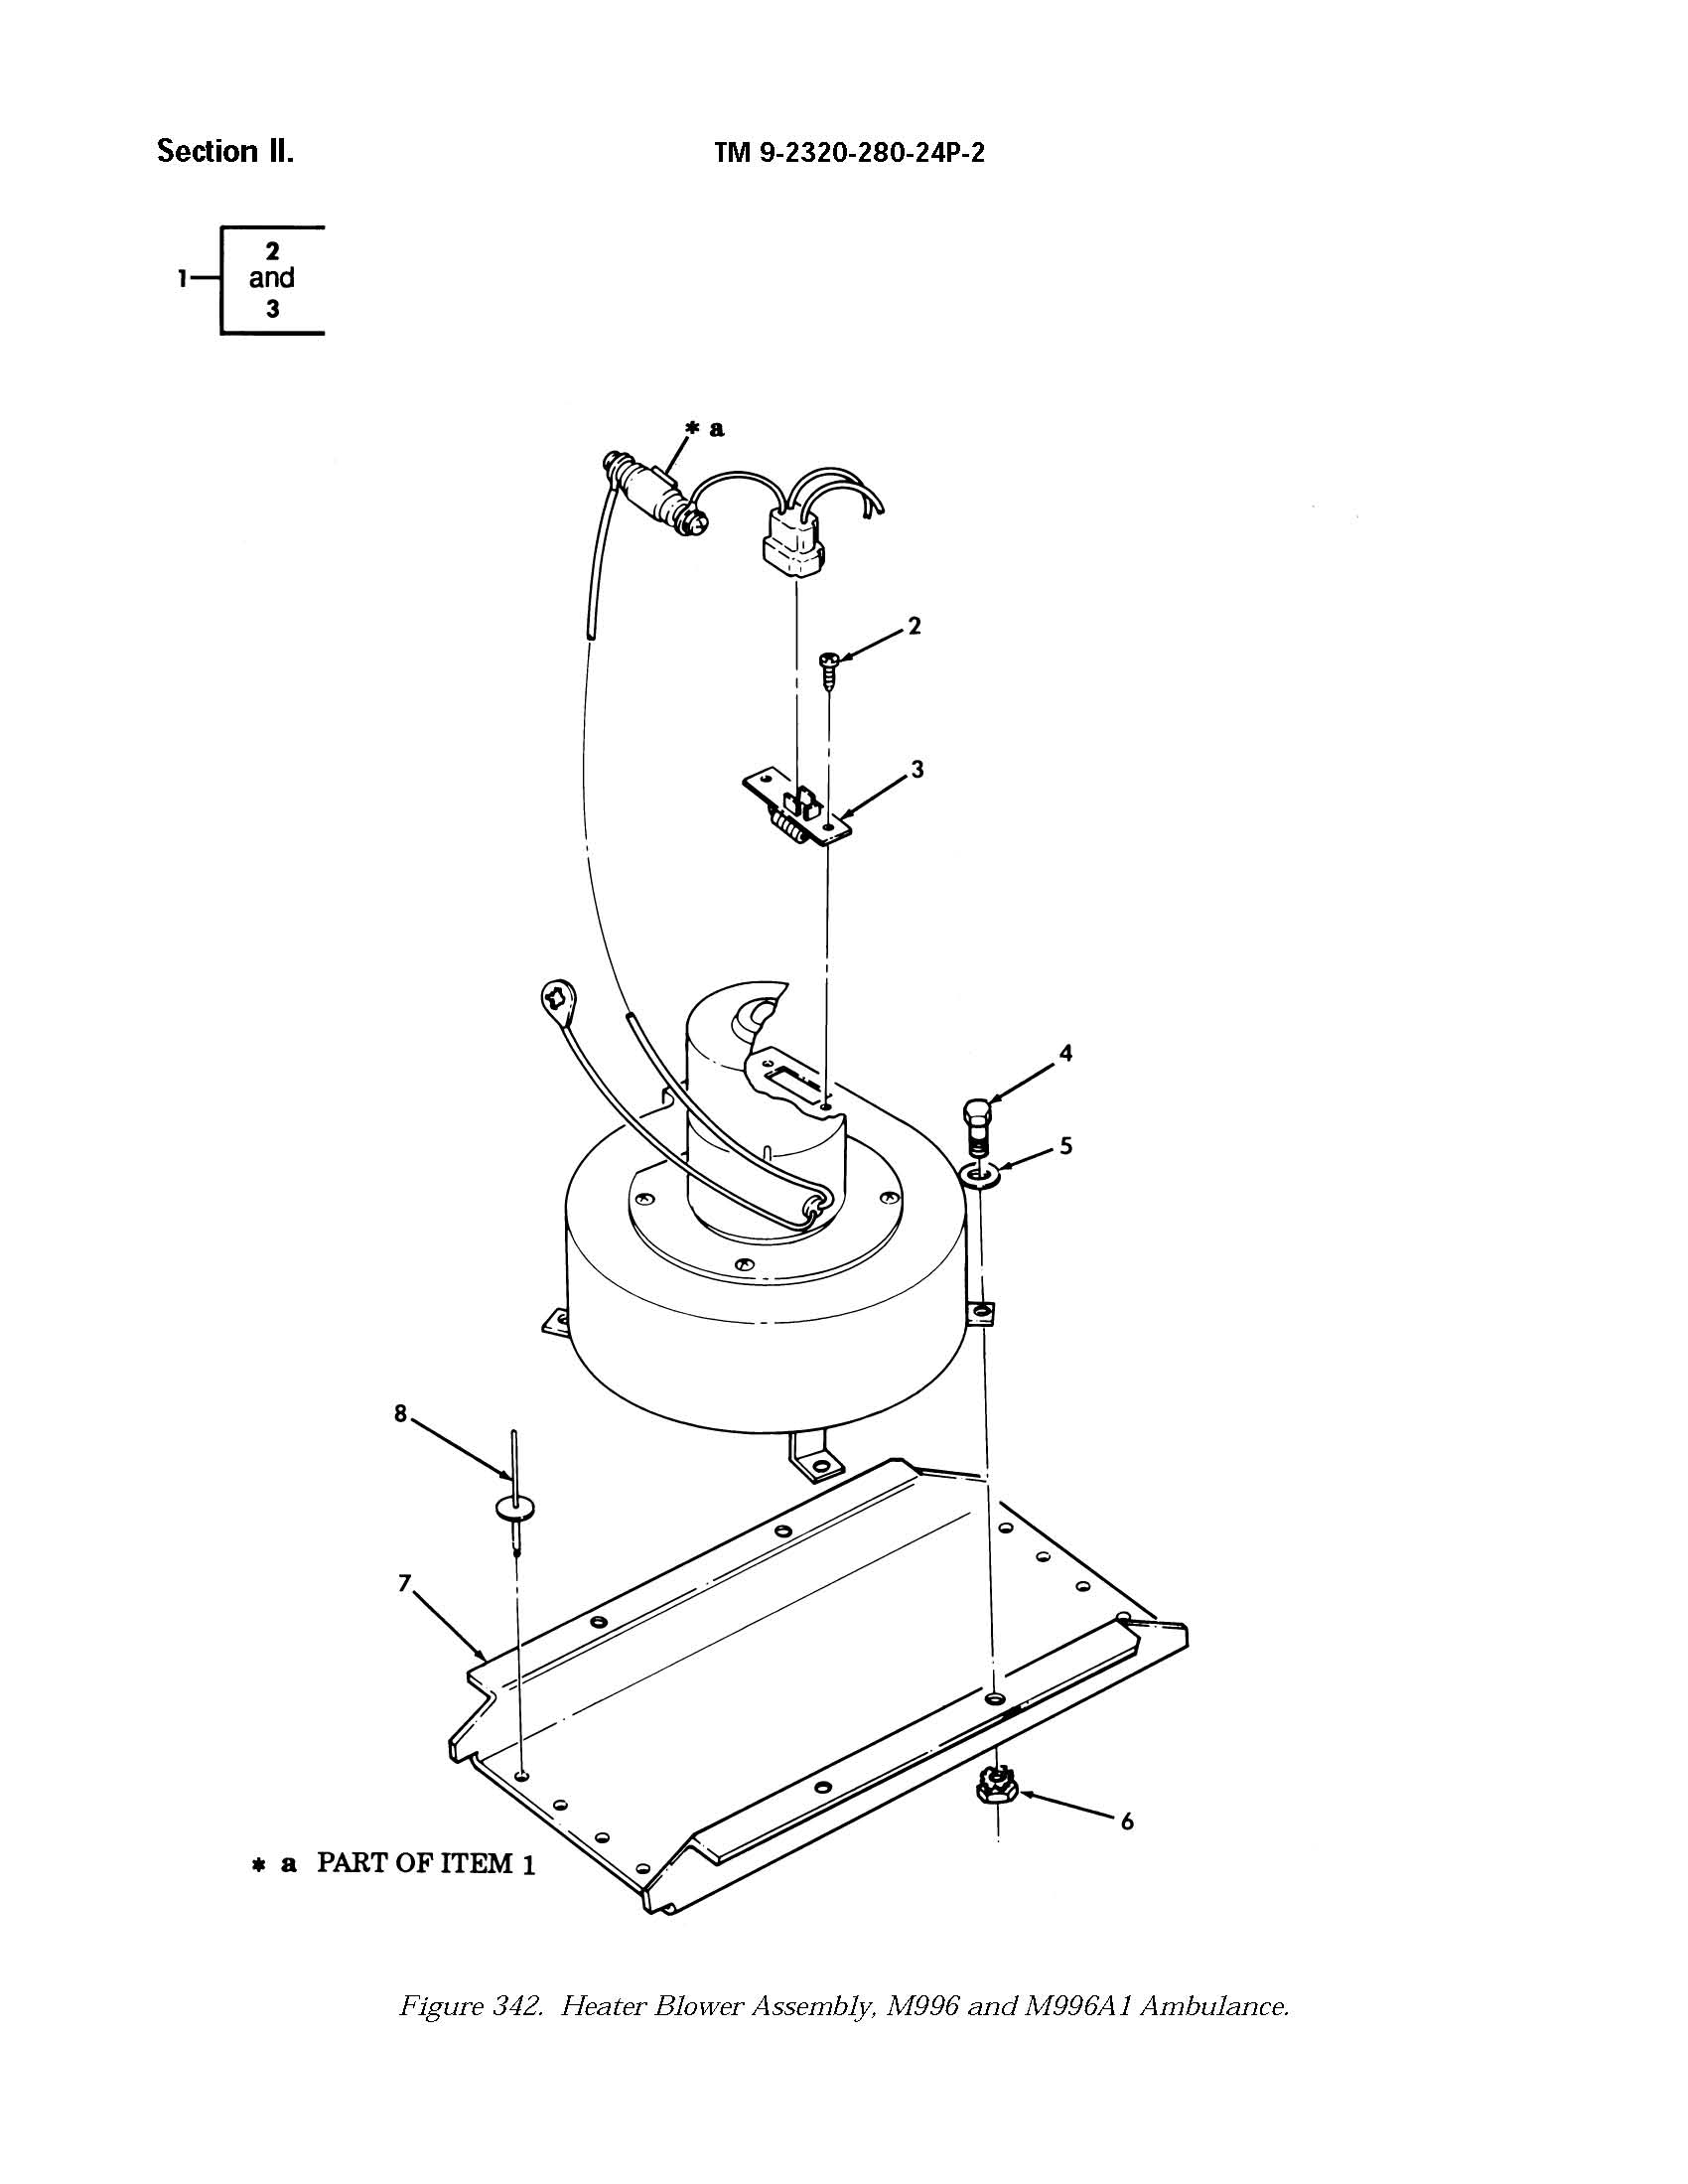 Section II.
TM 9-2320-280-24P-2
2
1 and
3
* a
2
3
4
5
8
7
6
* a PART OF ITEM 1
Figure 342. Heater Blower Assembly, M996 and M996A1 Ambulance.